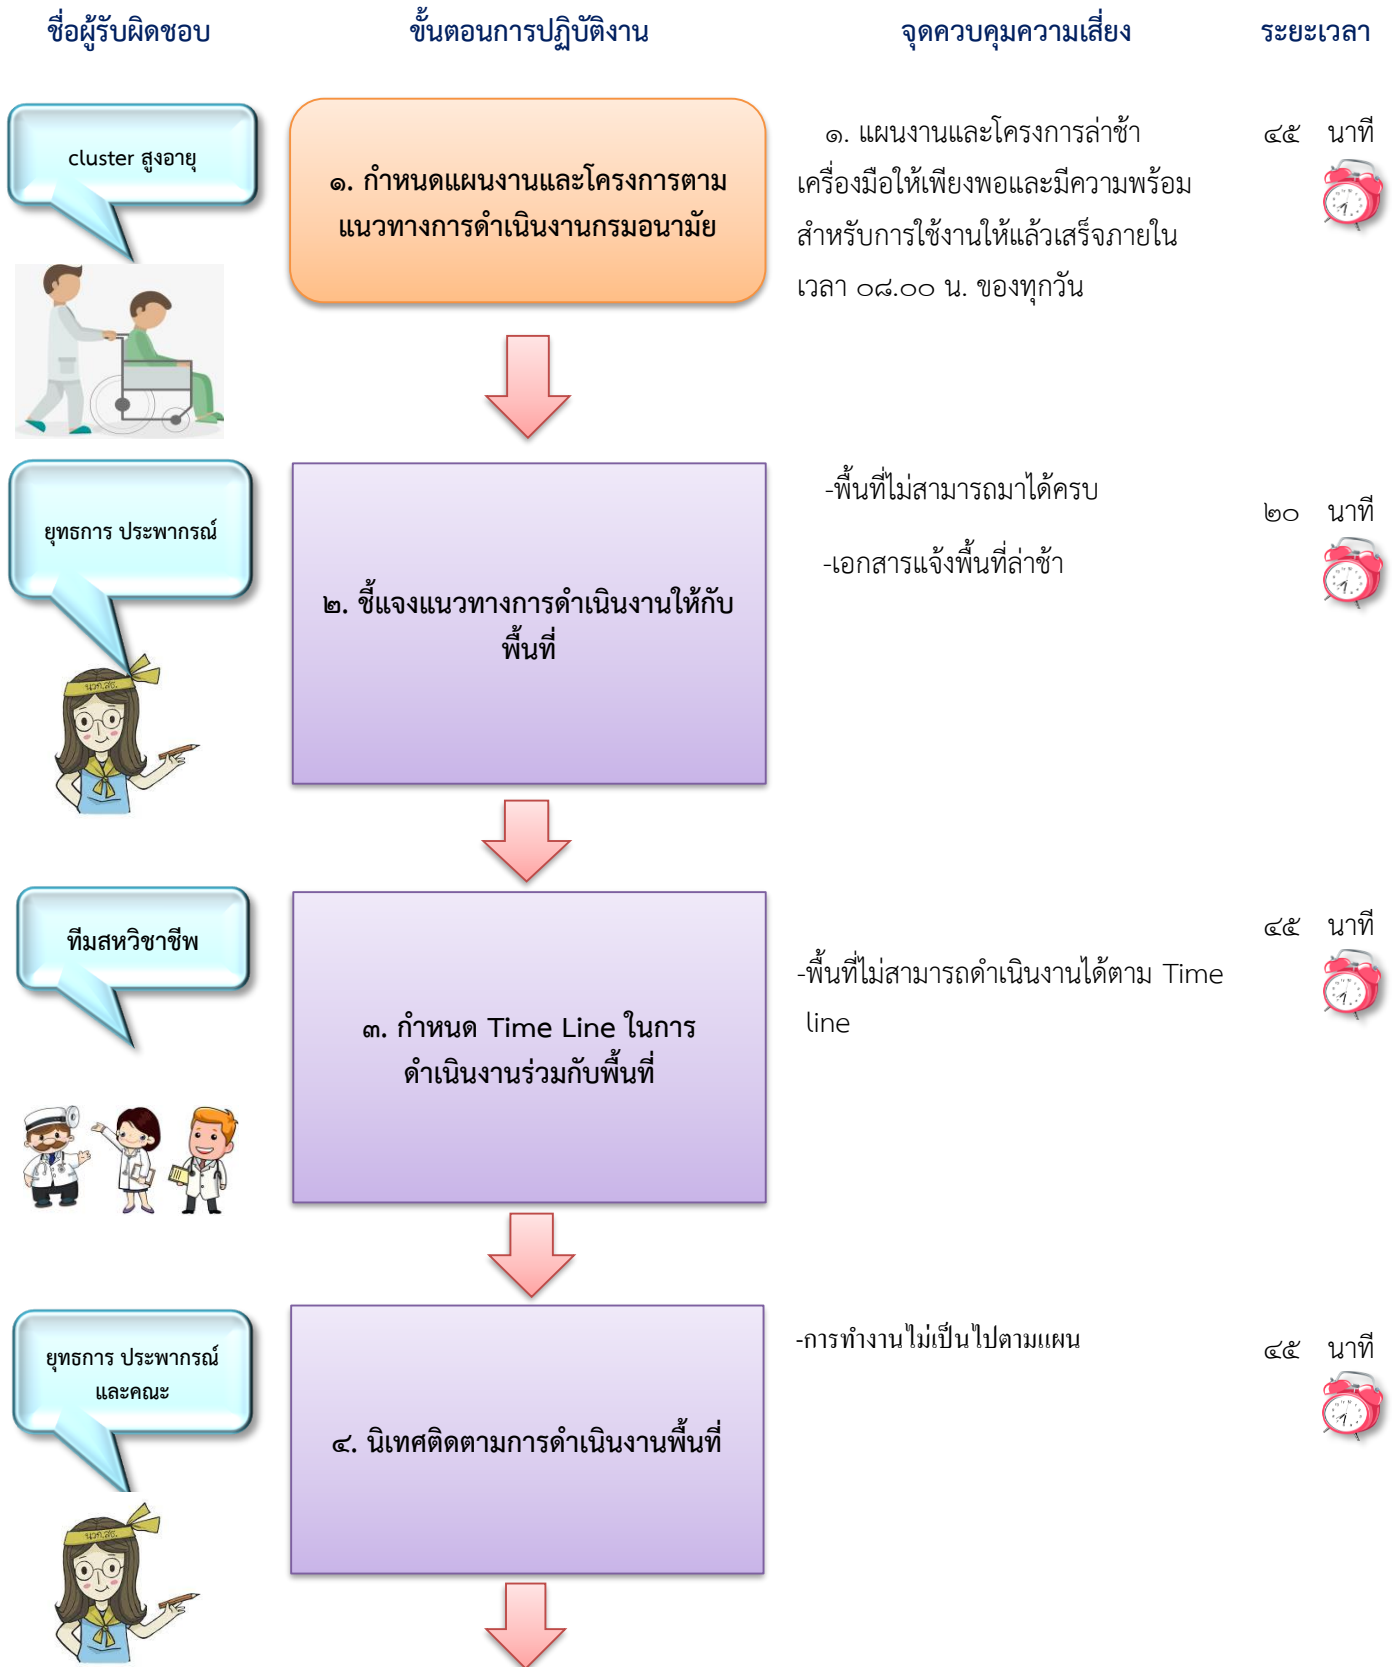 ชื่อผู้รับผิดชอบ ขั้นตอนการปฏิบัติงาน จุดควบคุมความเสี่ยง ระยะเวลา
cluster สูงอายุ
๑. กำหนดแผนงานและโครงการตาม
แนวทางการดำเนินงานกรมอนามัย
๑. แผนงานและโครงการล่าช้า
เครื่องมือให้เพียงพอและมีความพร้อม
สำหรับการใช้งานให้แล้วเสร็จภายใน
เวลา ๐๘.๐๐ น. ของทุกวัน
๔๕ นาที
ยุทธการ ประพากรณ์
นวก.สธ.
๒. ชี้แจงแนวทางการดำเนินงานให้กับ
พื้นที่
-พื้นที่ไม่สามารถมาได้ครบ
-เอกสารแจ้งพื้นที่ล่าช้า
๒๐ นาที
ทีมสหวิชาชีพ
๓. กำหนด Time Line ในการ
ดำเนินงานร่วมกับพื้นที่
-พื้นที่ไม่สามารถดำเนินงานได้ตาม Time
line
๔๕ นาที
ยุทธการ ประพากรณ์
และคณะ
นวก.สธ.
๔. นิเทศติดตามการดำเนินงานพื้นที่
-การทำงานไม่เป็นไปตามแผน
๔๕ นาที